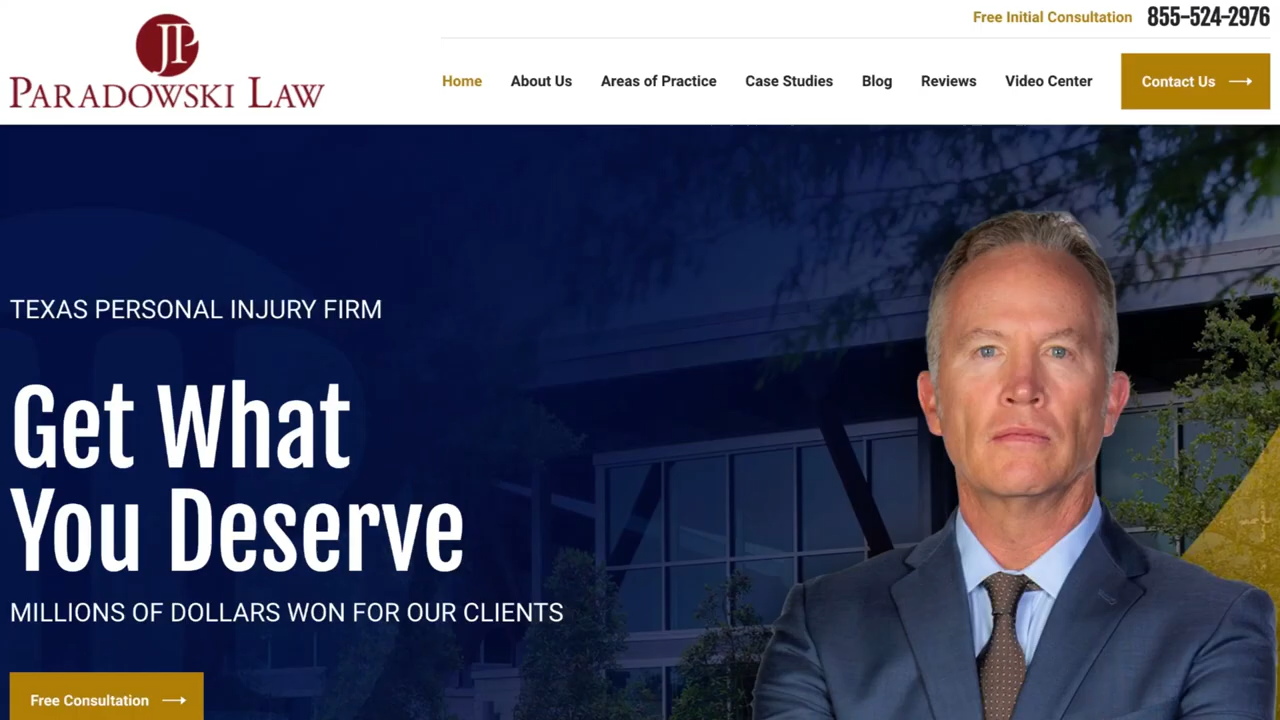 JP
PARADOWSKI LAW
Free Initial Consultation 855-524-2976
Home About Us Areas of Practice Case Studies Blog Reviews Video Center Contact Us
TEXAS PERSONAL INJURY FIRM
Get What
You Deserve
MILLIONS OF DOLLARS WON FOR OUR CLIENTS
Free Consultation